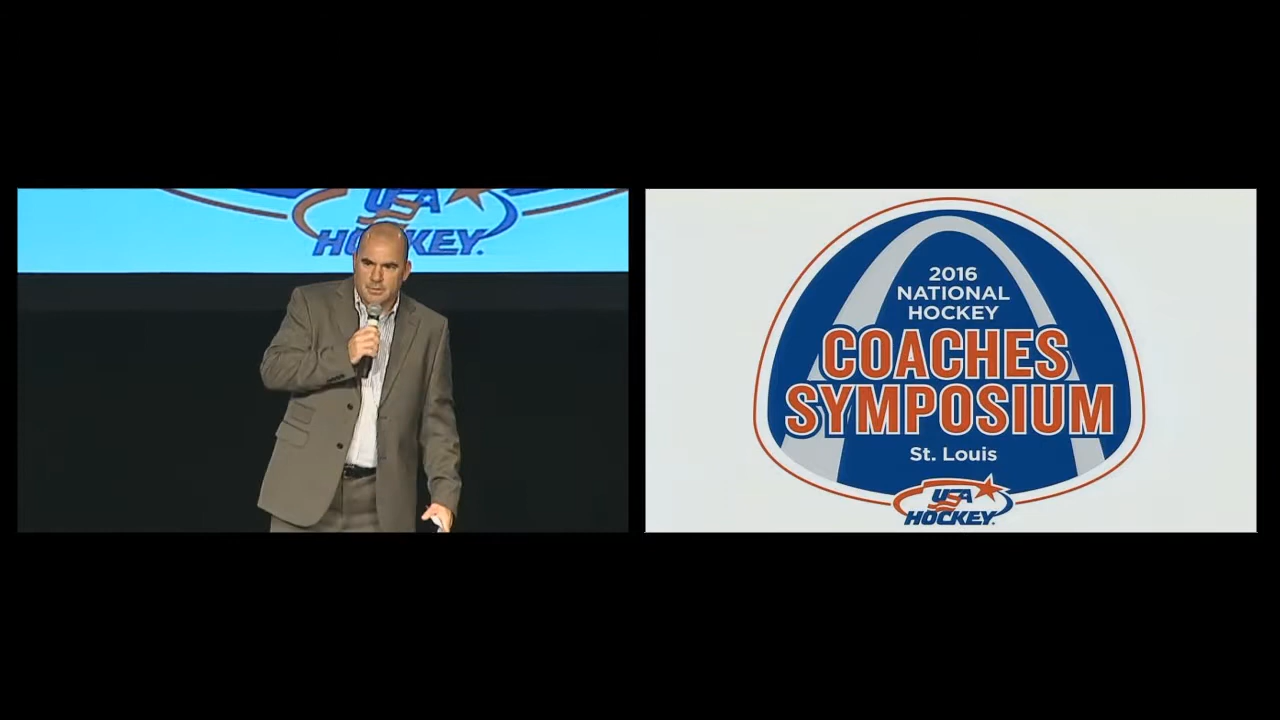 USA
HOCKEY.
2016
NATIONAL
HOCKEY
COACHES
SYMPOSIUM
St. Louis
USA
HOCKEY.